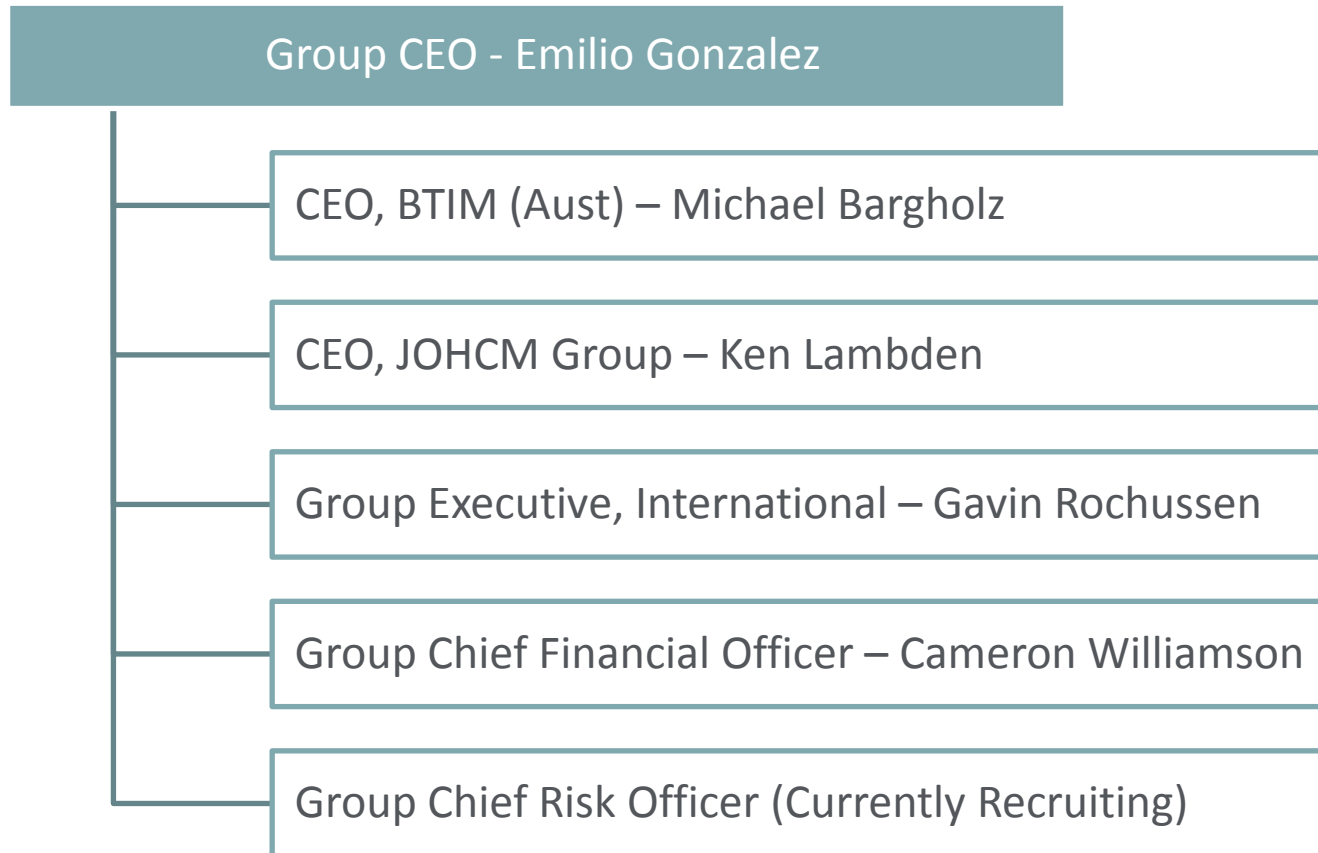 Group CEO - Emilio Gonzalez
CEO, BTIM (Aust) – Michael Bargholz
CEO, JOHCM Group – Ken Lambden
Group Executive, International – Gavin Rochussen
Group Chief Financial Officer – Cameron Williamson
Group Chief Risk Officer (Currently Recruiting)